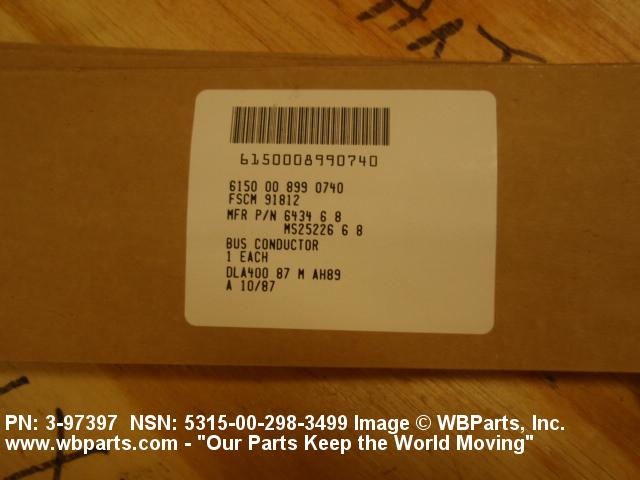 6150008990740
6150 00 899 0740
FSCM 91812
MFR P/N 6434 6 8
MS25226 6 8
BUS CONDUCTOR
1 EACH
DLA400 87 M AH89
A 10/87
PN: 3-97397 NSN: 5315-00-298-3499 Image © WBParts, Inc.
www.wbparts.com - "Our Parts Keep the World Moving"